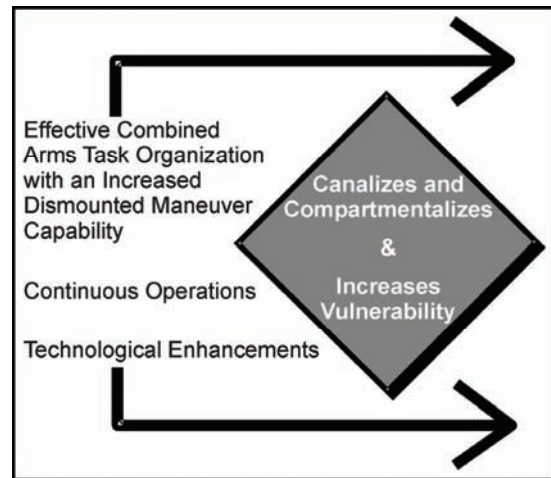 Effective Combined
Arms Task Organization
with an Increased
Dismounted Maneuver
Capability
Continuous Operations
Technological Enhancements
Canalizes and
Compartmentalizes
&
Increases
Vulnerability